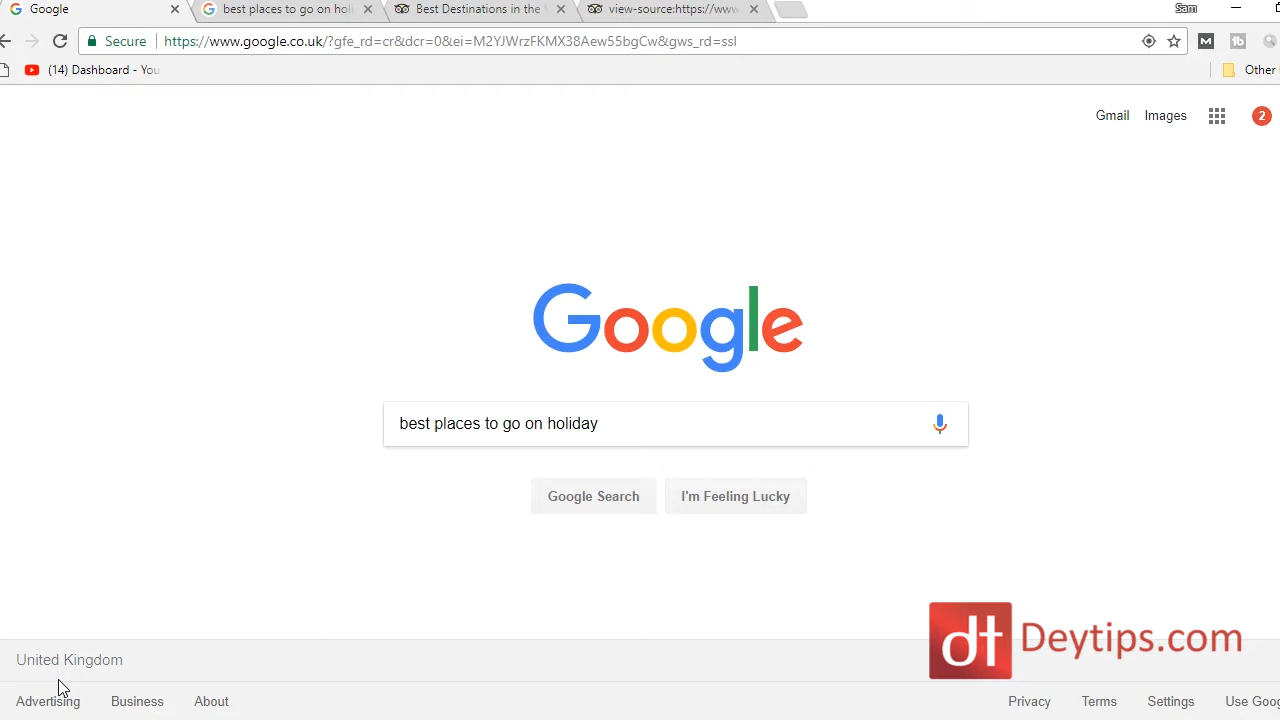 Google
best places to go on holi
Best Destinations in the
view-source:https://www
Sam
Secure
https://www.google.co.uk/?gfe_rd=cr&dcr=0&ei=M2YJWrzFKMX38Aew55bgCw&gws_rd=ssl
(14) Dashboard - You
Other
Gmail
Images
2
Google
best places to go on holiday
Google Search
I'm Feeling Lucky
dt Deytips.com
United Kingdom
Advertising
Business
About
Privacy
Terms
Settings
Use Goo